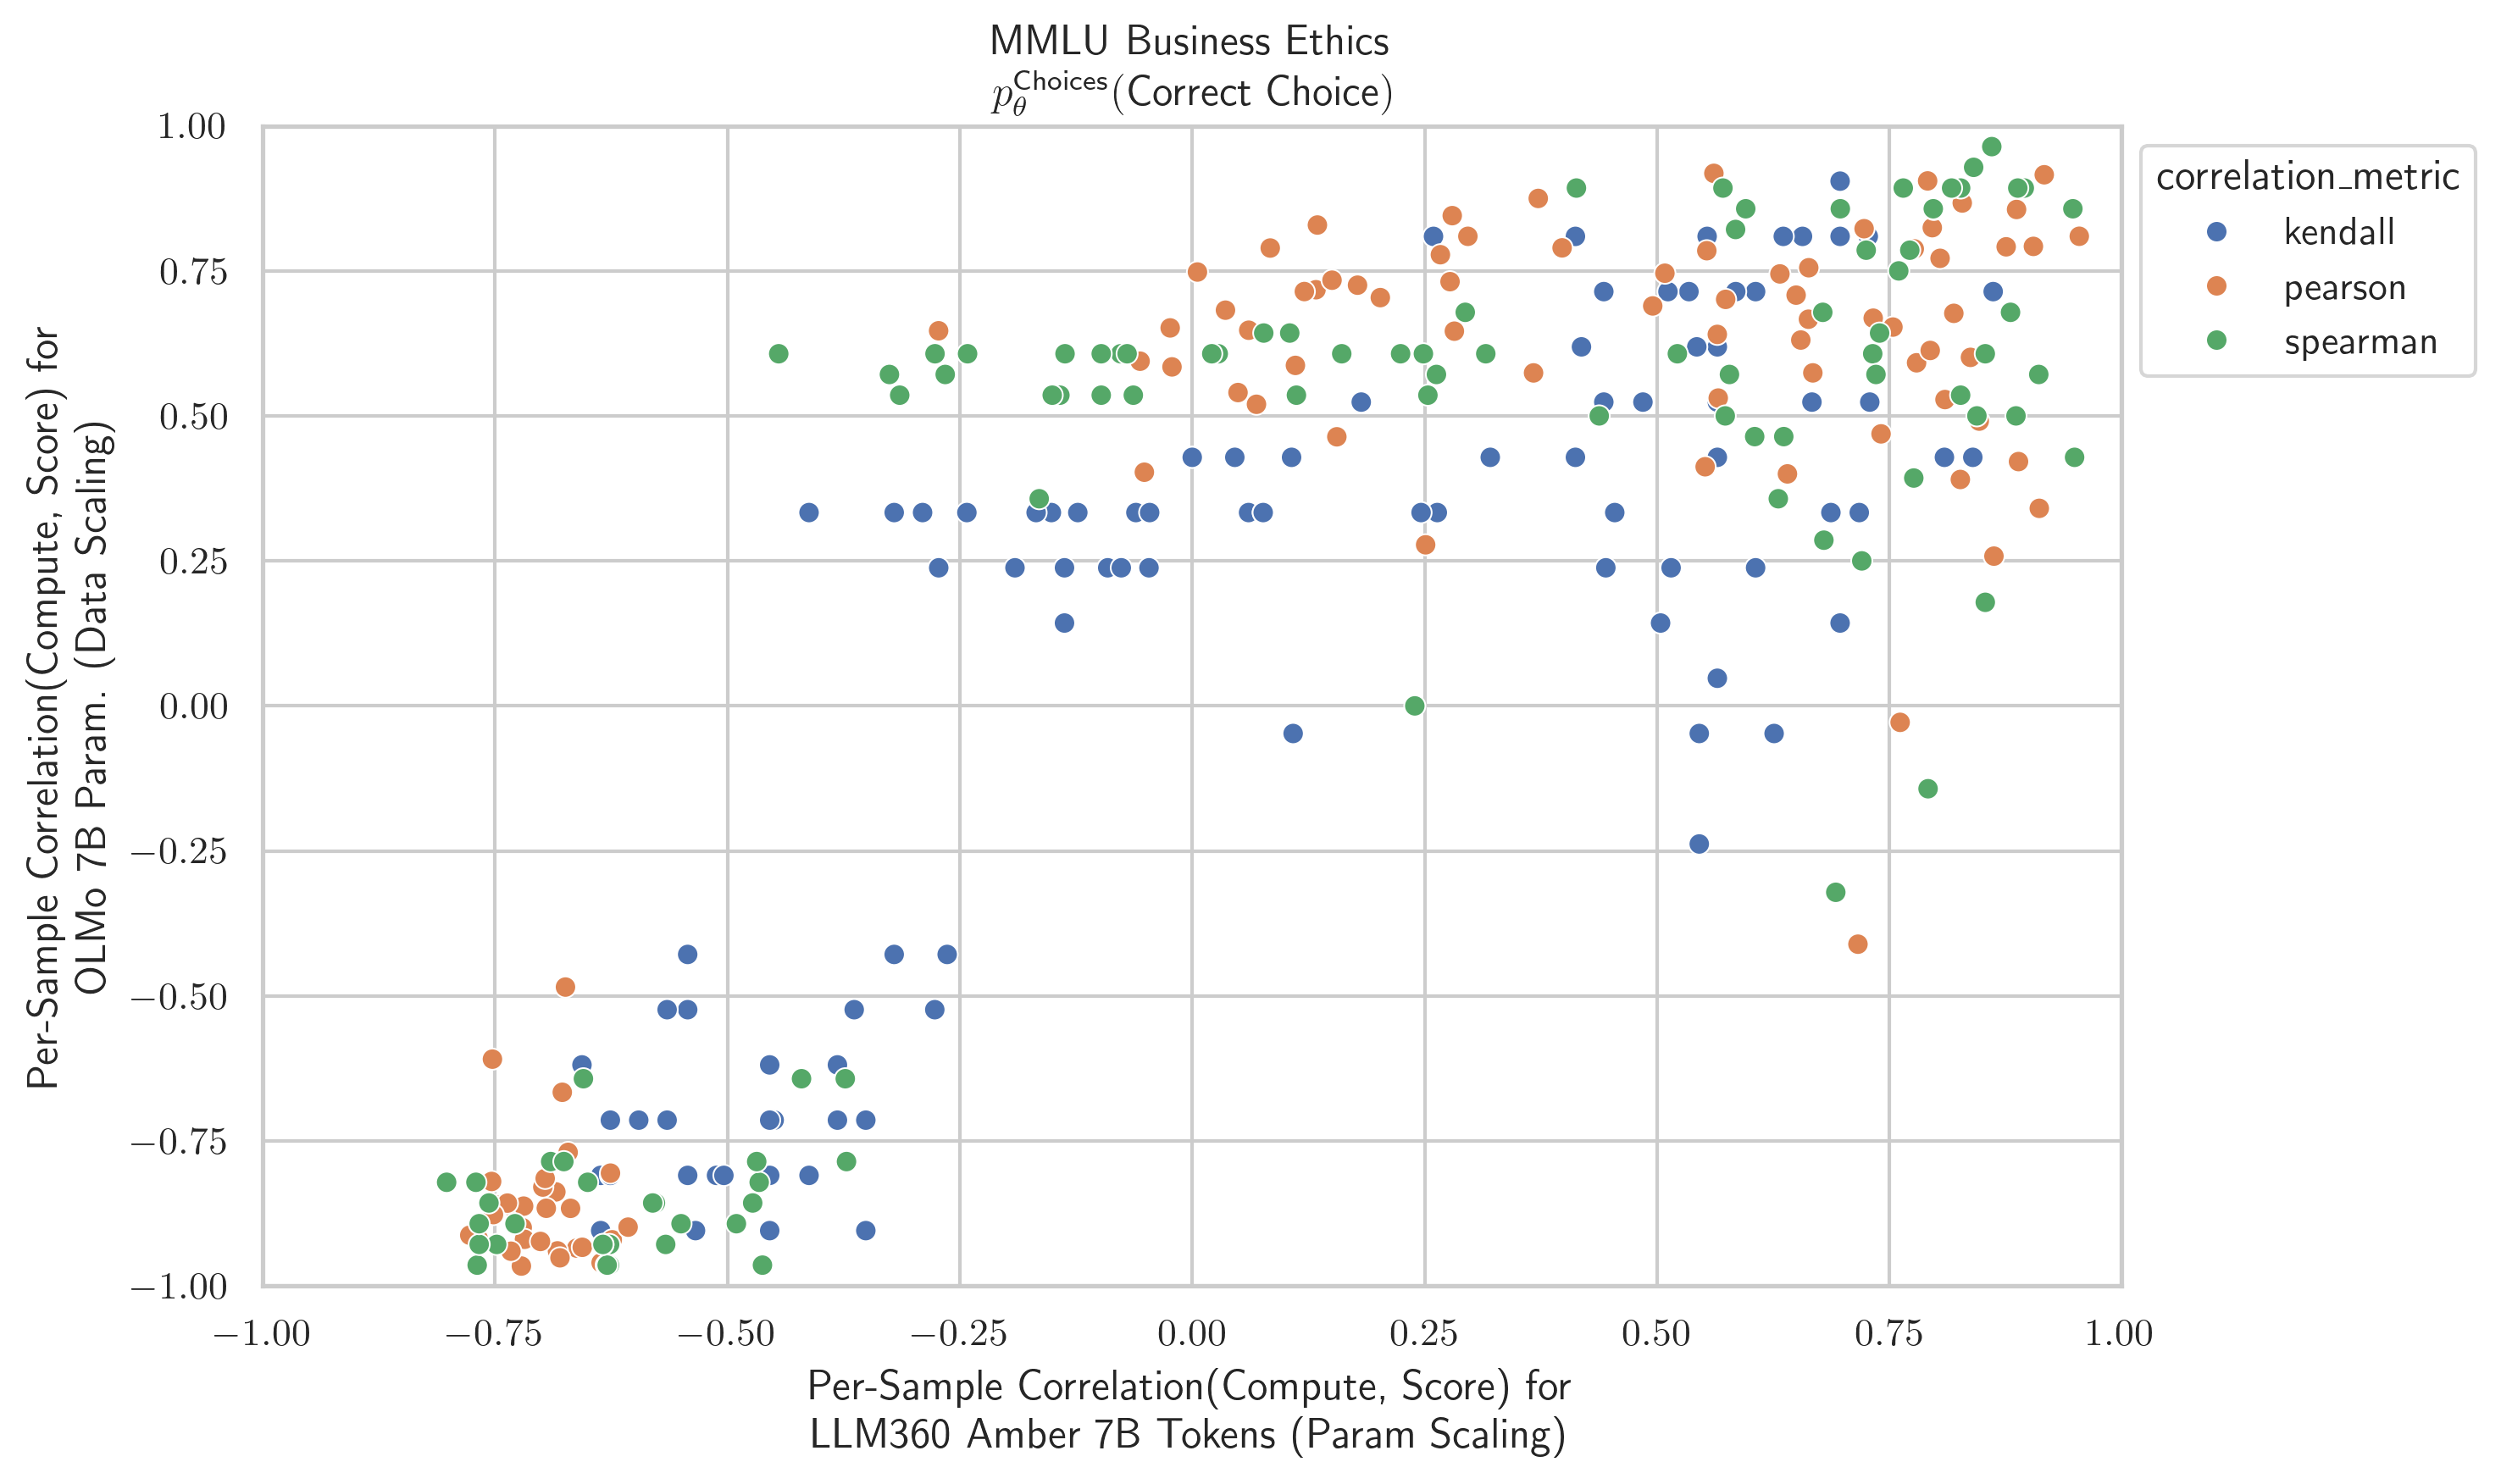 MMLU Business Ethics
p_θ^Choices(Correct Choice)
1.00
0.75
0.50
0.25
0.00
−0.25
−0.50
−0.75
−1.00
Per-Sample Correlation(Compute, Score) for
OLMo 7B Param. (Data Scaling)
correlation_metric
kendall
pearson
spearman
−1.00
−0.75
−0.50
−0.25
0.00
0.25
0.50
0.75
1.00
Per-Sample Correlation(Compute, Score) for
LLM360 Amber 7B Tokens (Param Scaling)